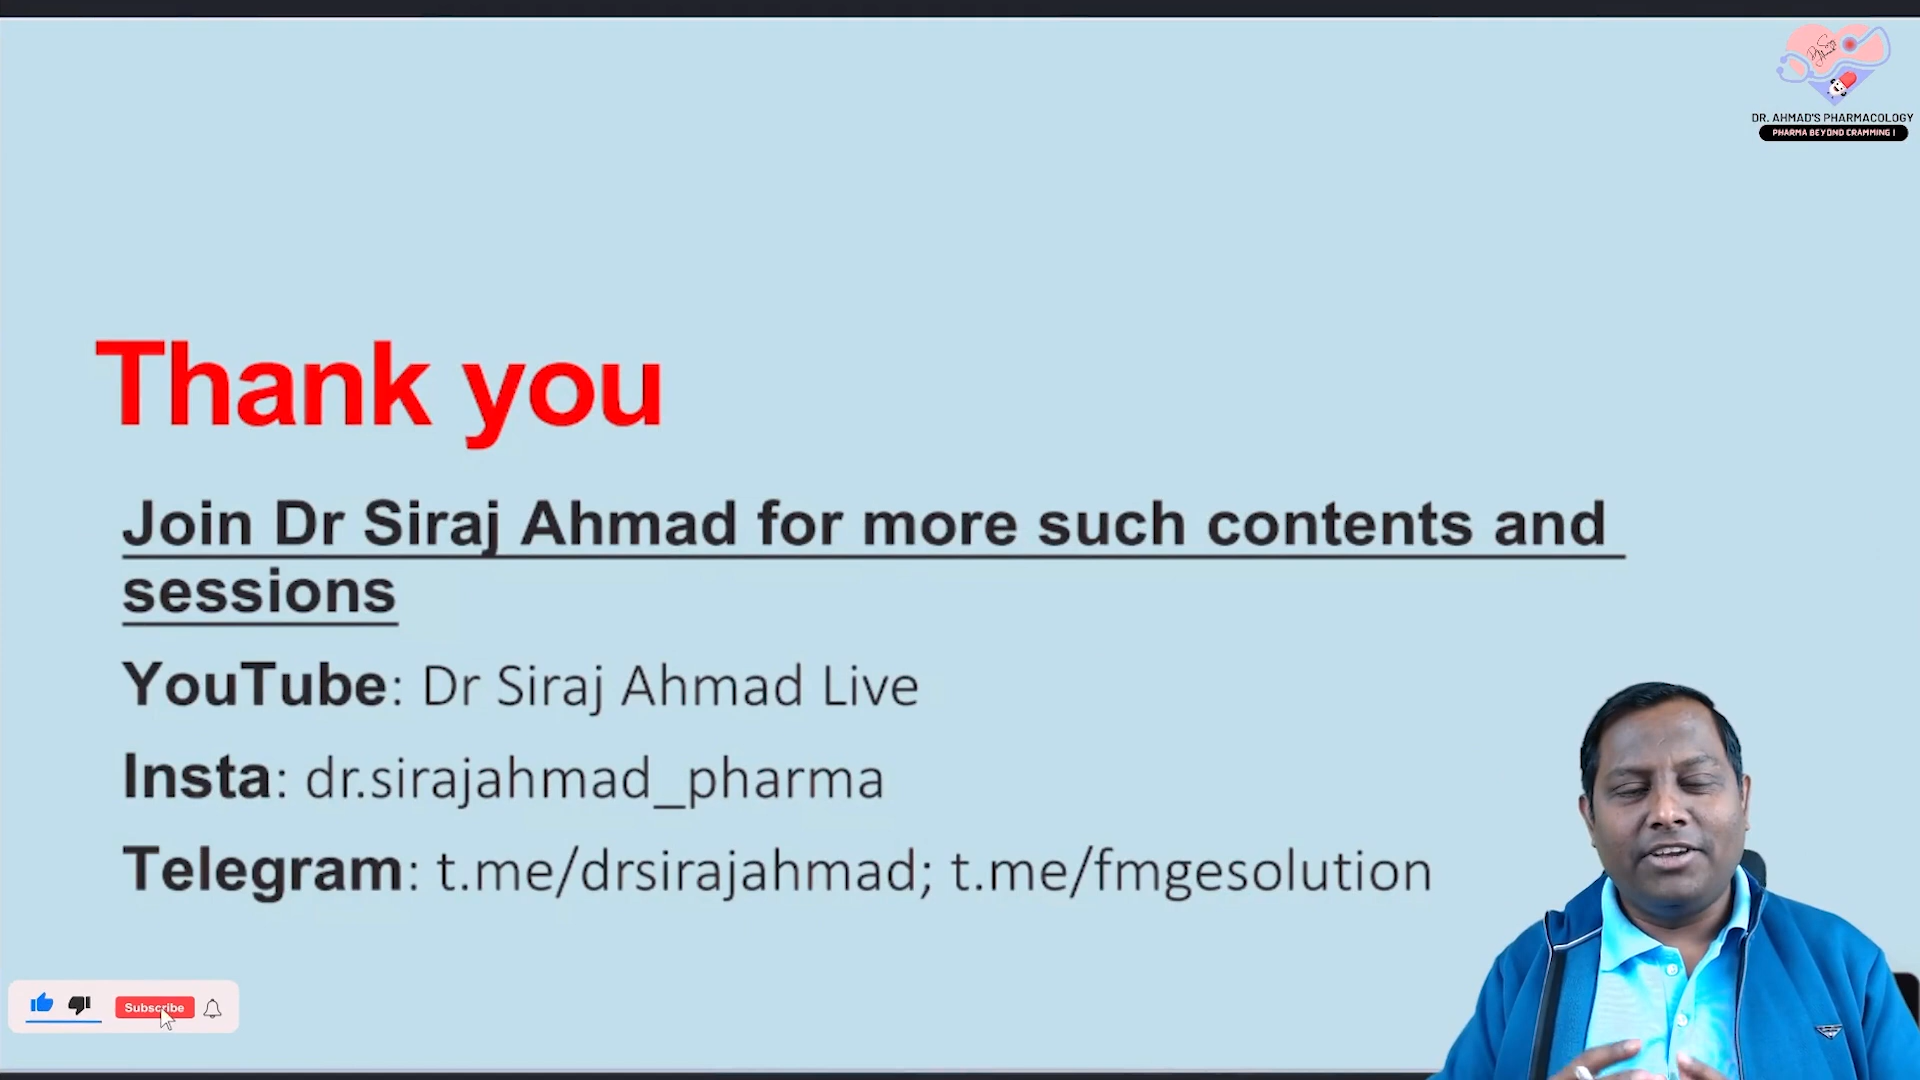 DR. AHMAD'S PHARMACOLOGY
PHARMA BEYOND CRAMMING !
Thank you
Join Dr Siraj Ahmad for more such contents and
sessions
YouTube: Dr Siraj Ahmad Live
Insta: dr.sirajahmad_pharma
Telegram: t.me/drsirajahmad; t.me/fmgesolution
Subscribe